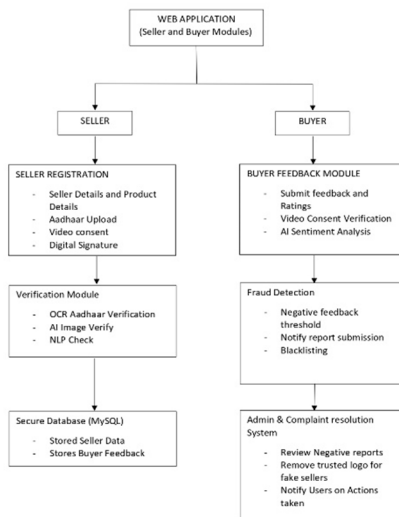 WEB APPLICATION
(Seller and Buyer Modules)
SELLER
BUYER
SELLER REGISTRATION
- Seller Details and Product
Details
- Aadhaar Upload
- Video consent
- Digital Signature
BUYER FEEDBACK MODULE
- Submit feedback and
Ratings
- Video Consent Verification
- AI Sentiment Analysis
Verification Module
- OCR Aadhaar Verification
- AI Image Verify
- NLP Check
Fraud Detection
- Negative feedback
threshold
- Notify report submission
- Blacklisting
Secure Database (MySQL)
- Stored Seller Data
- Stores Buyer Feedback
Admin & Complaint resolution
System
- Review Negative reports
- Remove trusted logo for
fake sellers
- Notify Users on Actions
taken